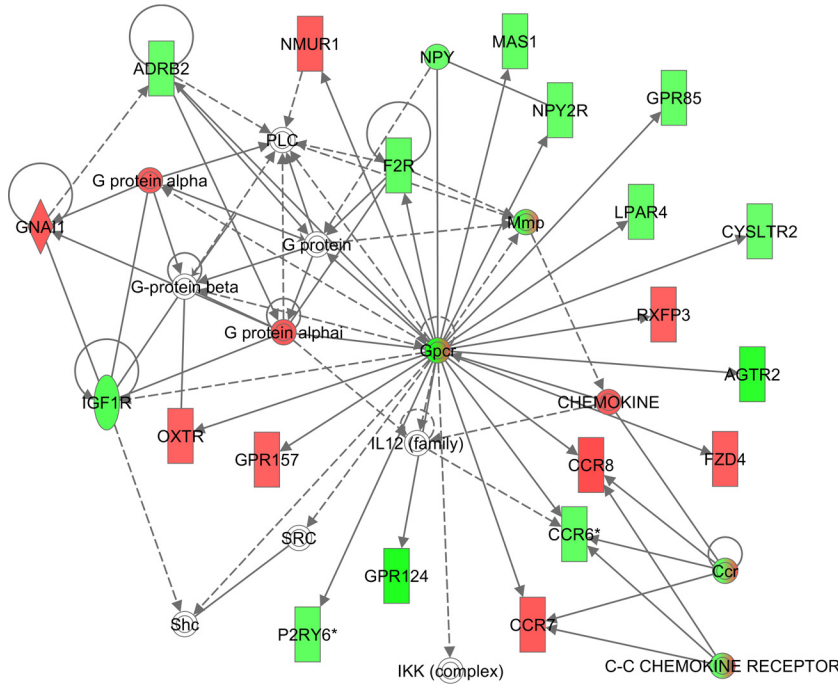 MAS1
NMUR1
NPY
ADRB2
GPR85
NPY2R
PLC
F2R
G protein alpha
LPAR4
GNAI1
Mmp
CYSLTR2
G protein
G-protein beta
RXFP3
G protein alphai
Gpcr
AGTR2
IGF1R
CHEMOKINE
OXTR
IL12 (family)
GPR157
CCR8
FZD4
CCR6*
SRC
GPR124
Ccr
Shc
P2RY6*
CCR7
IKK (complex)
C-C CHEMOKINE RECEPTOR